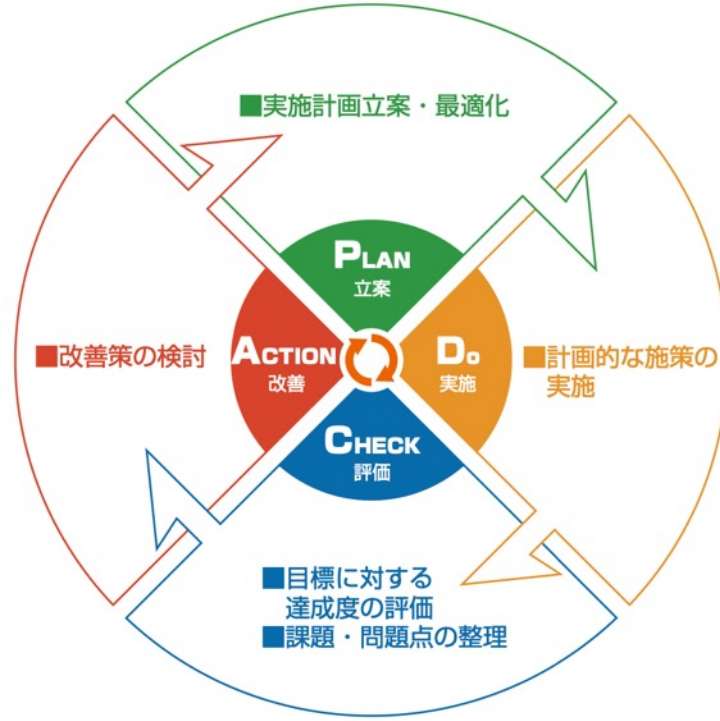 ■実施計画立案・最適化
PLAN
立案
ACTION
改善
Do
実施
CHECK
評価
■改善策の検討
■計画的な施策の
実施
■目標に対する
達成度の評価
■課題・問題点の整理